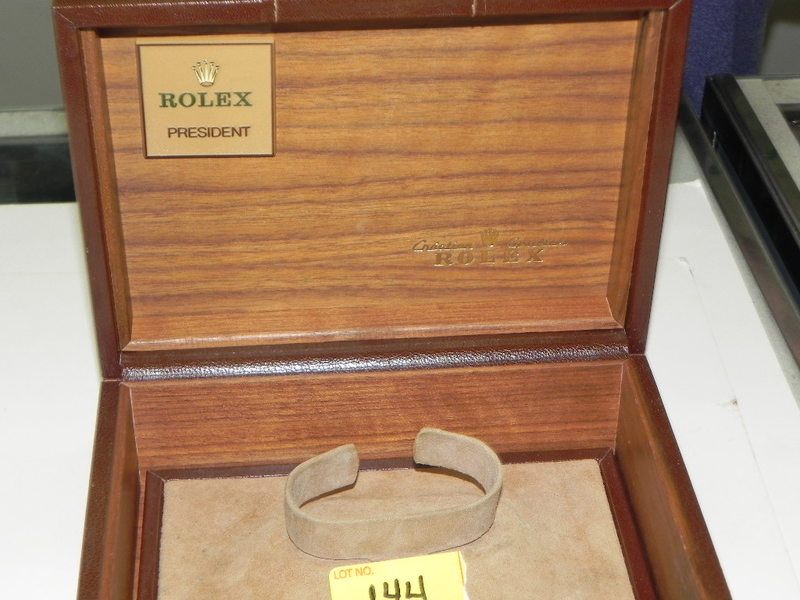 ROLEX
PRESIDENT
ROLEX
LOT NO.
144